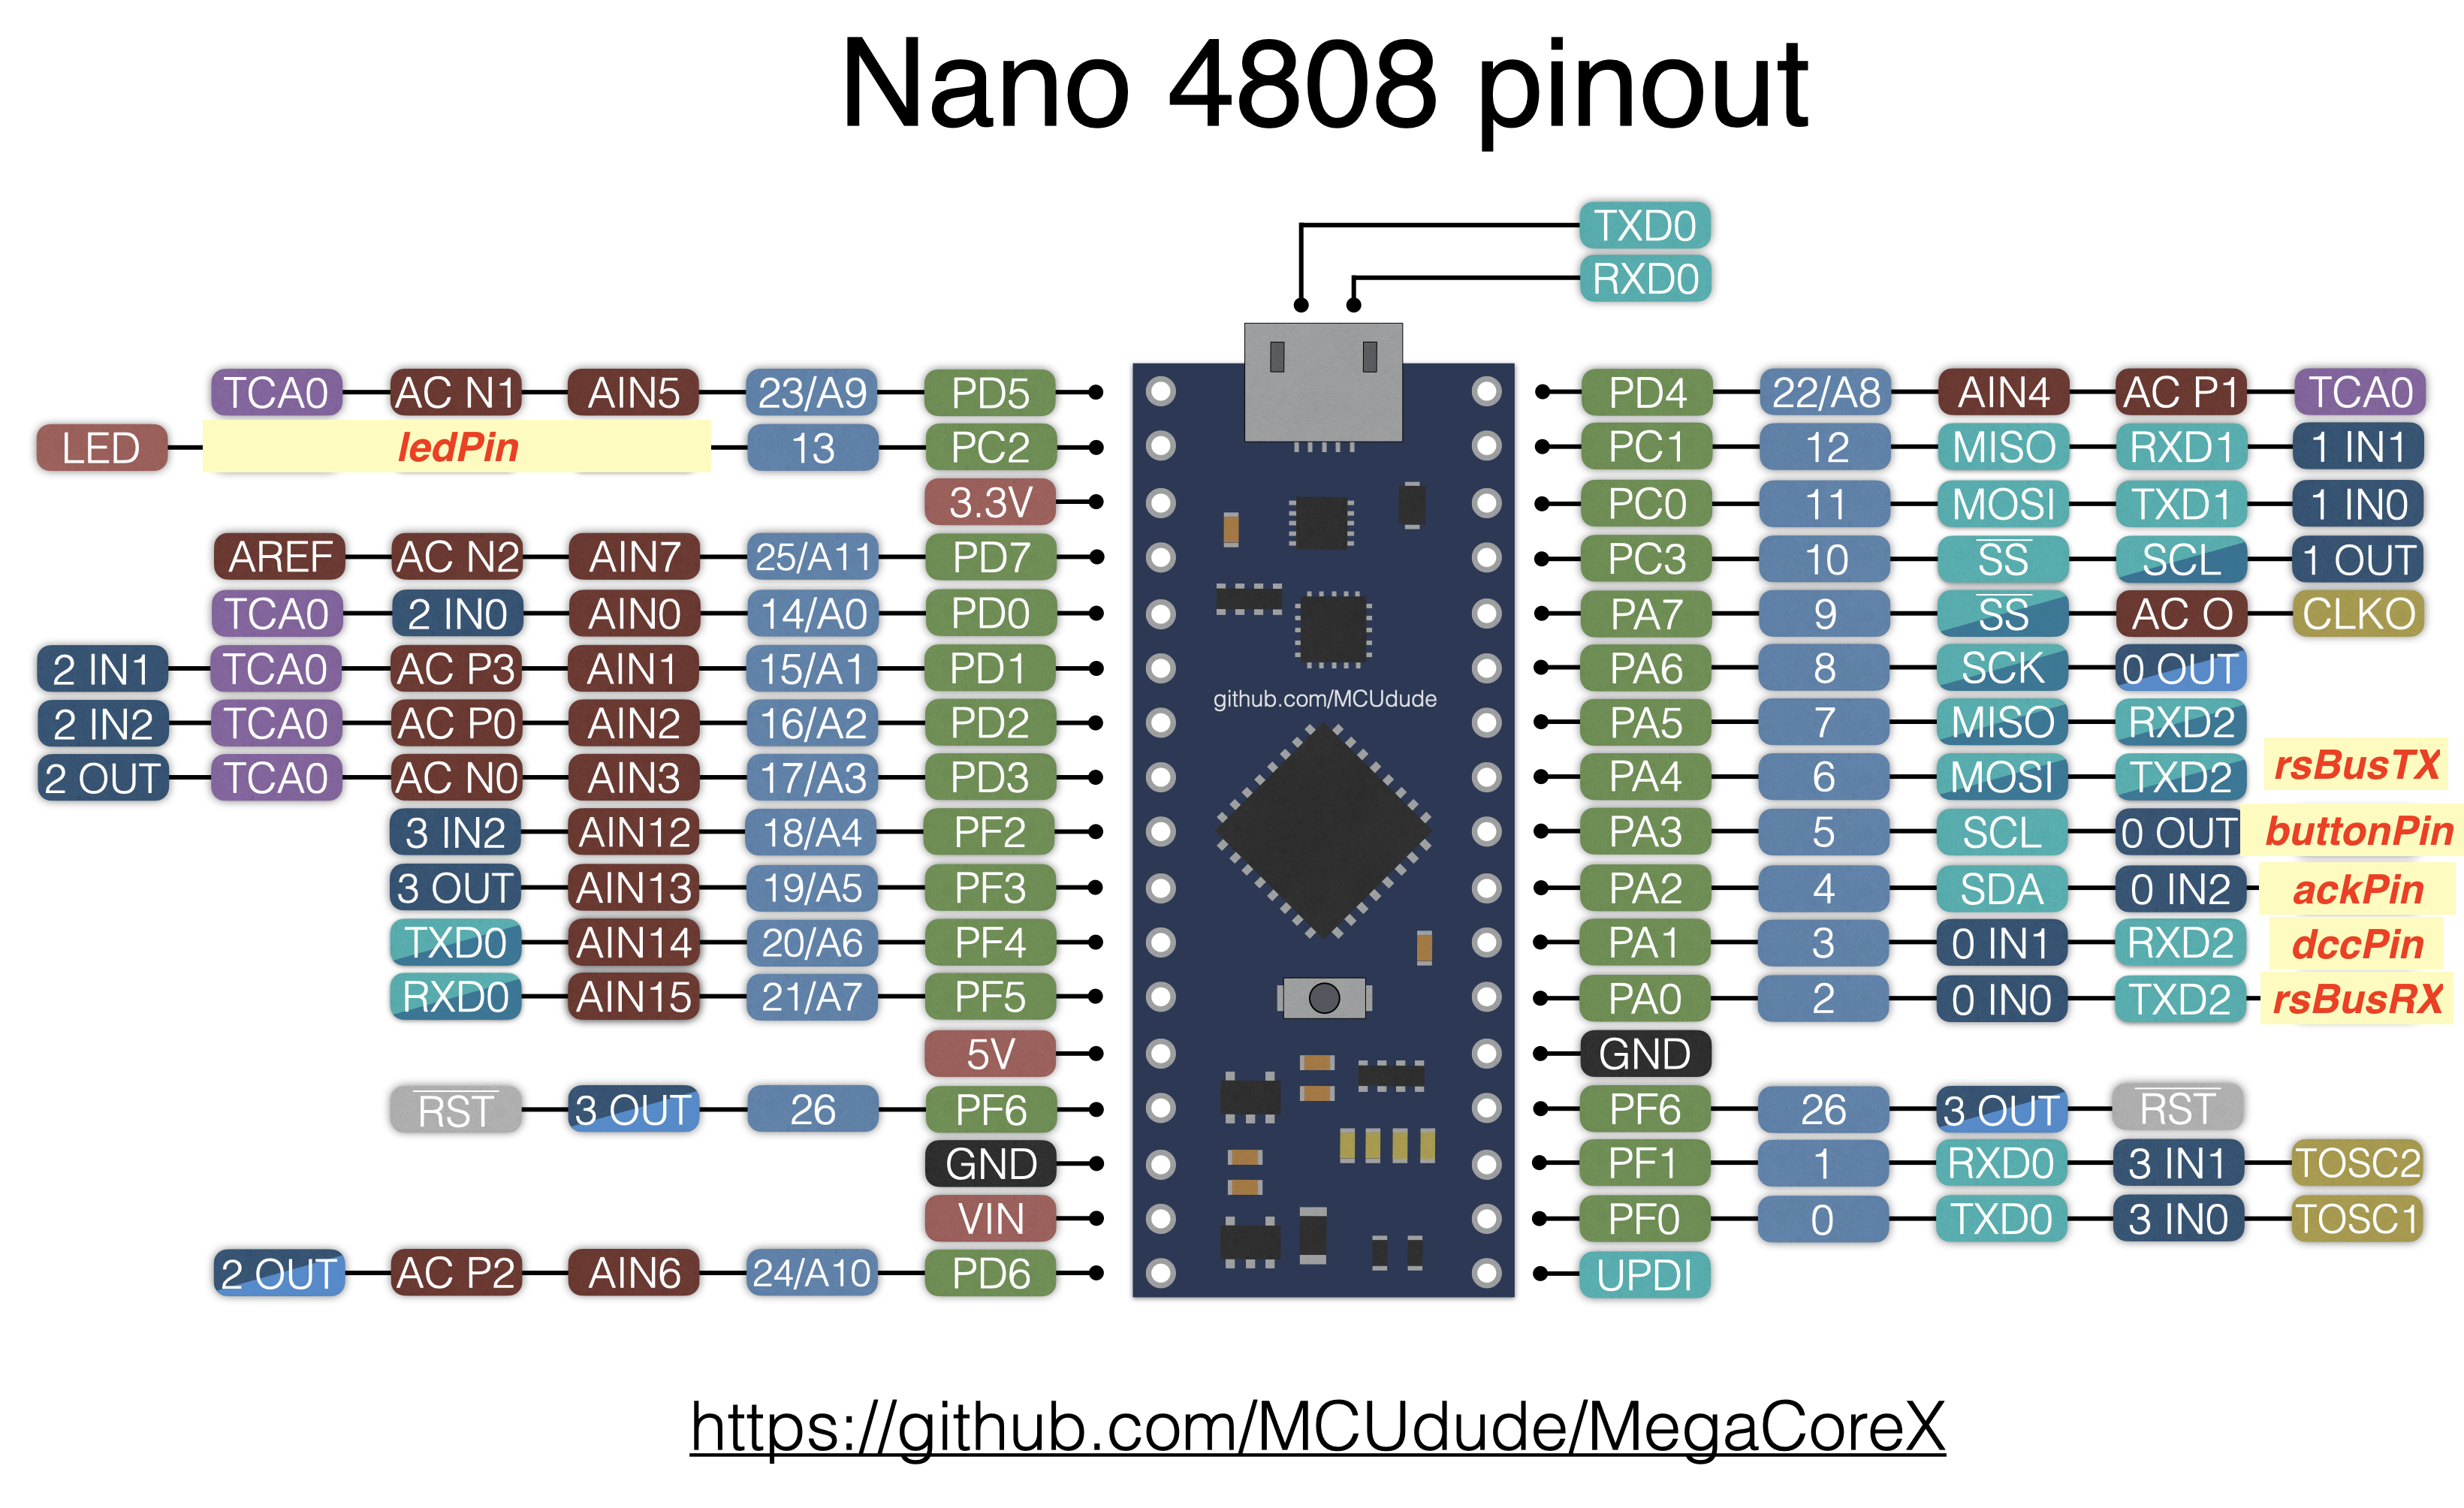 Nano 4808 pinout
TXD0
RXD0
TCA0 AC N1 AIN5 23/A9 PD5 PD4 22/A8 AIN4 AC P1 TCA0
LED ledPin 13 PC2 PC1 12 MISO RXD1 1 IN1
3.3V PC0 11 MOSI TXD1 1 IN0
AREF AC N2 AIN7 25/A11 PD7 PC3 10 SS SCL 1 OUT
TCA0 2 IN0 AIN0 14/A0 PD0 PA7 9 SS AC O CLKO
2 IN1 TCA0 AC P3 AIN1 15/A1 PD1 PA6 8 SCK 0 OUT
github.com/MCUdude
2 IN2 TCA0 AC P0 AIN2 16/A2 PD2 PA5 7 MISO RXD2
2 OUT TCA0 AC N0 AIN3 17/A3 PD3 PA4 6 MOSI TXD2 rsBusTX
3 IN2 AIN12 18/A4 PF2 PA3 5 SCL 0 OUT buttonPin
3 OUT AIN13 19/A5 PF3 PA2 4 SDA 0 IN2 ackPin
TXD0 AIN14 20/A6 PF4 PA1 3 0 IN1 RXD2 dccPin
RXD0 AIN15 21/A7 PF5 PA0 2 0 IN0 TXD2 rsBusRX
5V GND
RST 3 OUT 26 PF6 PF6 26 3 OUT RST
GND PF1 1 RXD0 3 IN1 TOSC2
VIN PF0 0 TXD0 3 IN0 TOSC1
2 OUT AC P2 AIN6 24/A10 PD6 UPDI
https://github.com/MCUdude/MegaCoreX